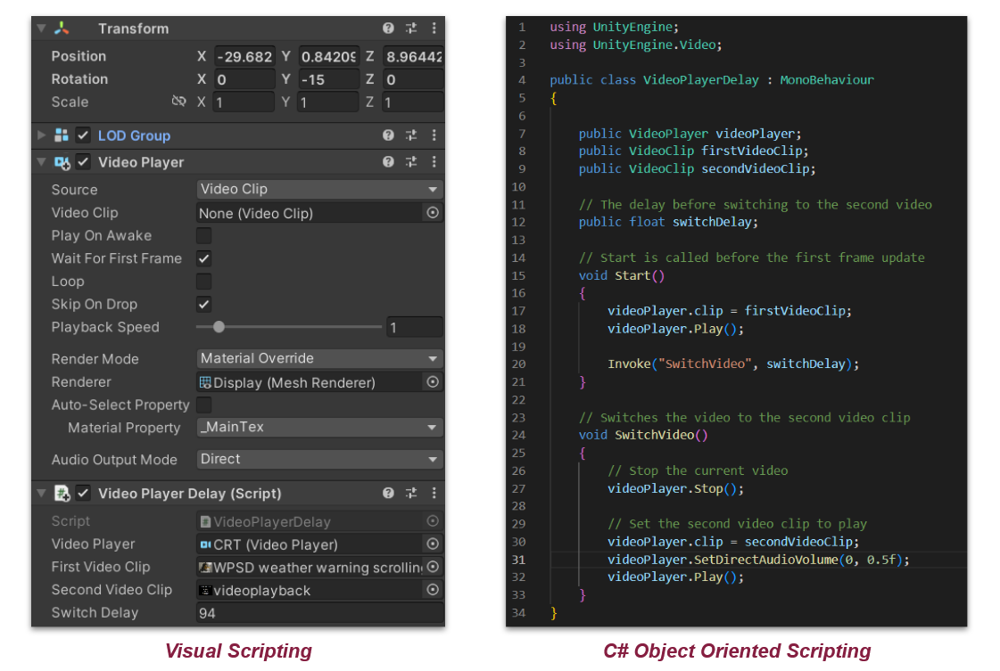 Transform
Position X -29.682 Y 0.84209 Z 8.96442
Rotation X 0 Y -15 Z 0
Scale X 1 Y 1 Z 1
LOD Group
Video Player
Source Video Clip
Video Clip None (Video Clip)
Play On Awake
Wait For First Frame
Loop
Skip On Drop
Playback Speed 1
Render Mode Material Override
Renderer Display (Mesh Renderer)
Auto-Select Property
Material Property _MainTex
Audio Output Mode Direct
Video Player Delay (Script)
Script VideoPlayerDelay
Video Player CRT (Video Player)
First Video Clip WPSD weather warning scrollin
Second Video Clip videoplayback
Switch Delay 94
Visual Scripting
1 using UnityEngine;
2 using UnityEngine.Video;
3
4 public class VideoPlayerDelay : MonoBehaviour
5 {
6
7 public VideoPlayer videoPlayer;
8 public VideoClip firstVideoClip;
9 public VideoClip secondVideoClip;
10
11 // The delay before switching to the second video
12 public float switchDelay;
13
14 // Start is called before the first frame update
15 void Start()
16 {
17 videoPlayer.clip = firstVideoClip;
18 videoPlayer.Play();
19
20 Invoke("SwitchVideo", switchDelay);
21 }
22
23 // Switches the video to the second video clip
24 void SwitchVideo()
25 {
26 // Stop the current video
27 videoPlayer.Stop();
28
29 // Set the second video clip to play
30 videoPlayer.clip = secondVideoClip;
31 videoPlayer.SetDirectAudioVolume(0, 0.5f);
32 videoPlayer.Play();
33 }
34 }
C# Object Oriented Scripting